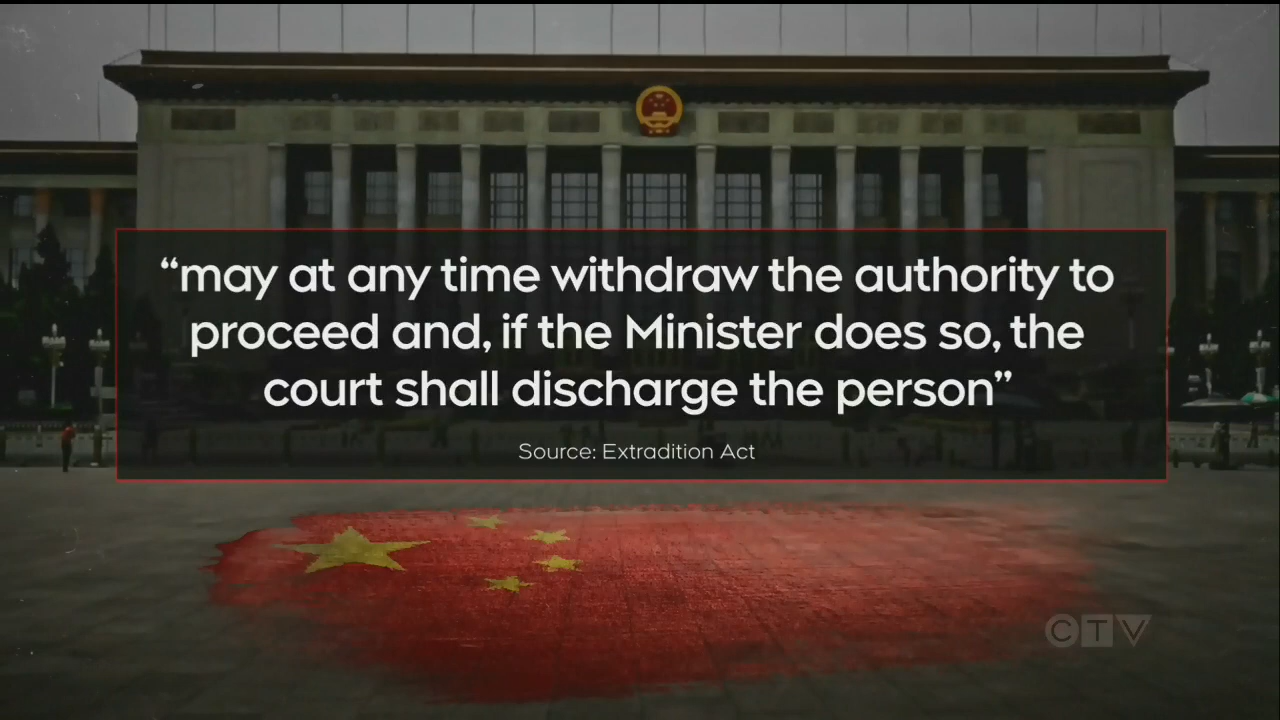 “may at any time withdraw the authority to
proceed and, if the Minister does so, the
court shall discharge the person”
Source: Extradition Act
CTV